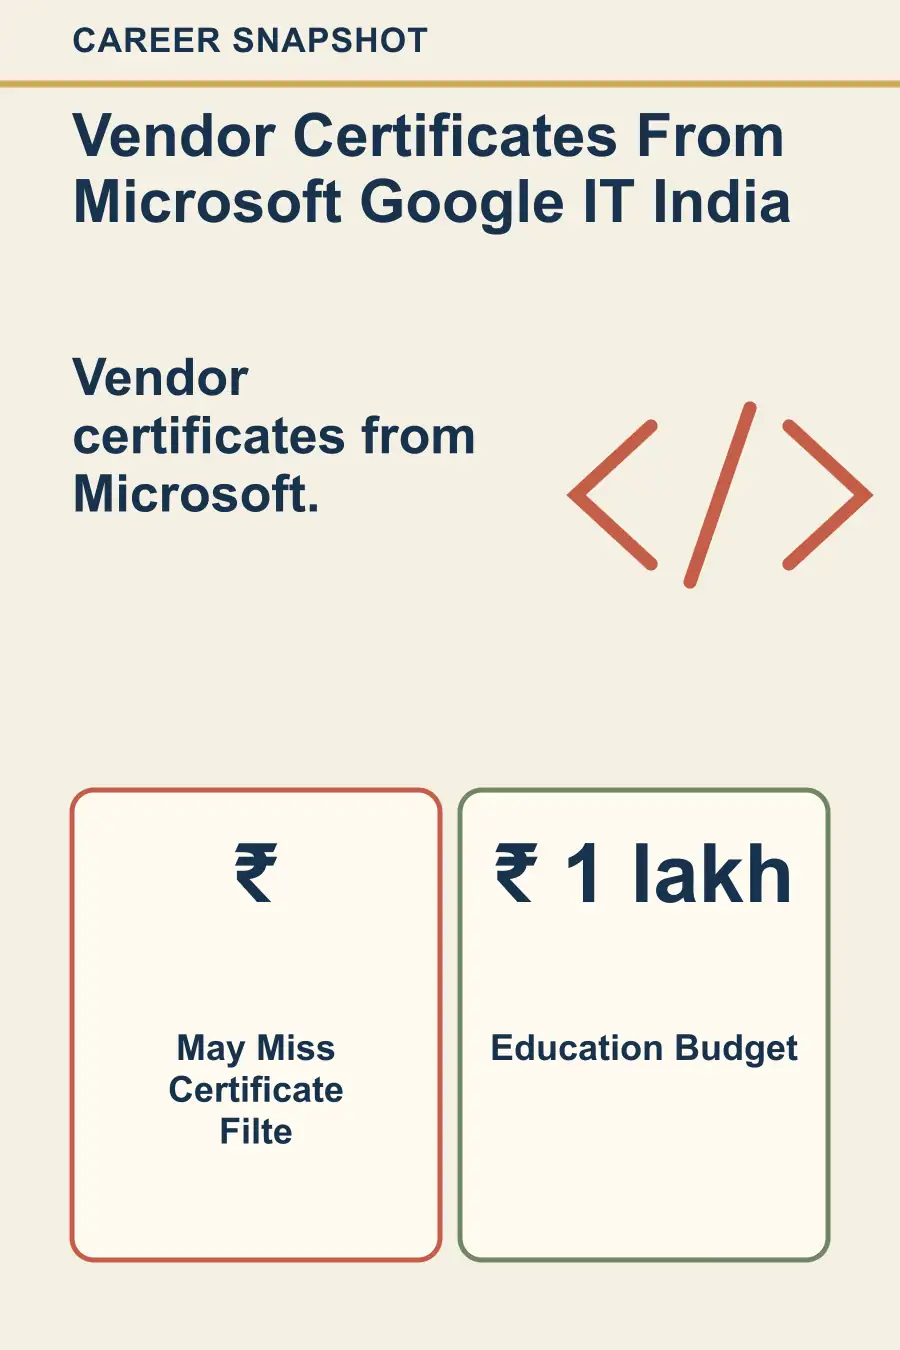 CAREER SNAPSHOT
Vendor Certificates From
Microsoft Google IT India
Vendor
certificates from
Microsoft.
₹
May Miss
Certificate
Filte
₹ 1 lakh
Education Budget